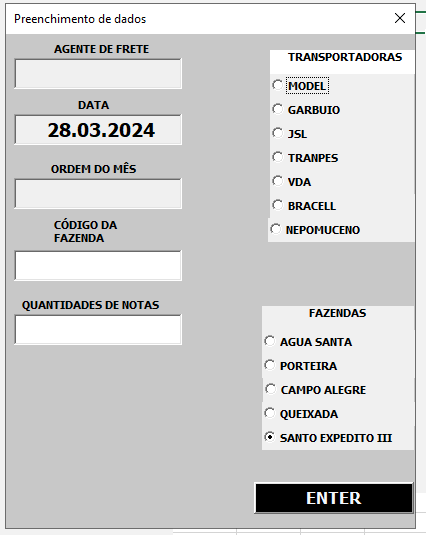 Preenchimento de dados
AGENTE DE FRETE
DATA
28.03.2024
ORDEM DO MÊS
CÓDIGO DA
FAZENDA
QUANTIDADES DE NOTAS
TRANSPORTADORAS
MODEL
GARBUIO
JSL
TRANPES
VDA
BRACELL
NEPOMUCENO
FAZENDAS
AGUA SANTA
PORTEIRA
CAMPO ALEGRE
QUEIXADA
SANTO EXPEDITO III
ENTER